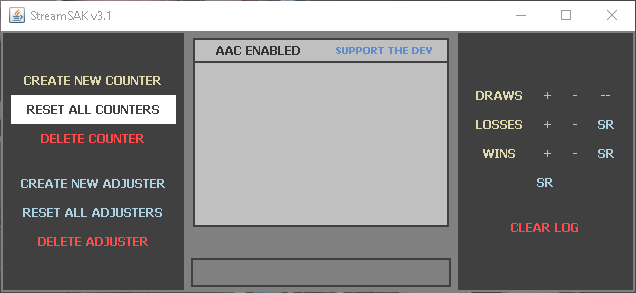 StreamSAK v3.1
CREATE NEW COUNTER
RESET ALL COUNTERS
DELETE COUNTER
CREATE NEW ADJUSTER
RESET ALL ADJUSTERS
DELETE ADJUSTER
AAC ENABLED SUPPORT THE DEV
DRAWS + - --
LOSSES + - SR
WINS + - SR
SR
CLEAR LOG